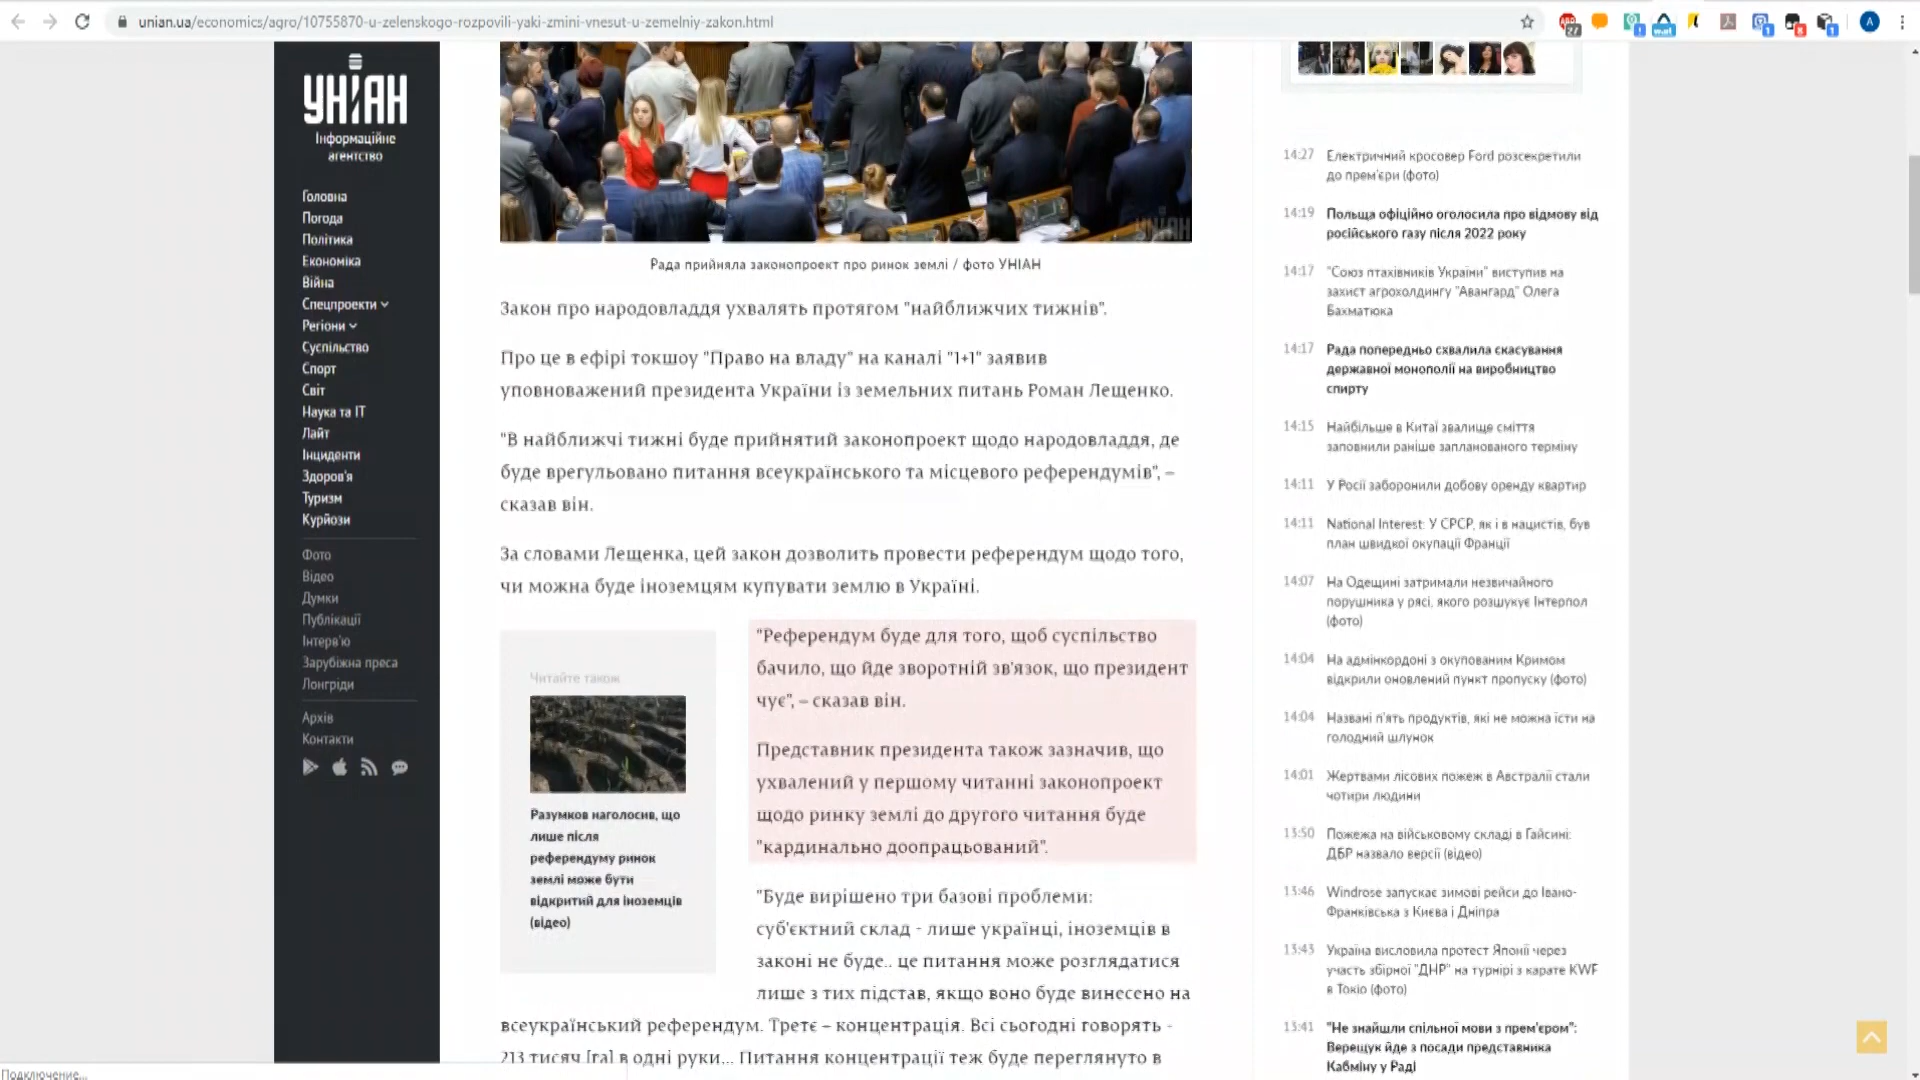 unian.ua/economics/agro/10755870-u-zelenskogo-rozpovili-yaki-zmini-vnesut-u-zemelniy-zakon.html
УНІАН
Інформаційне
агентство
Головна
Погода
Політика
Економіка
Війна
Спецпроекти
Регіони
Суспільство
Спорт
Світ
Наука та IT
Лайт
Інциденти
Здоров'я
Туризм
Курйози
Фото
Відео
Думки
Публікації
Інтерв'ю
Зарубіжна преса
Лонгріди
Архів
Контакти
УНІАН
Рада прийняла законопроект про ринок землі / фото УНІАН
Закон про народовладдя ухвалять протягом "найближчих тижнів".
Про це в ефірі токшоу "Право на владу" на каналі "1+1" заявив
уповноважений президента України із земельних питань Роман Лещенко.
"В найближчі тижні буде прийнятий законопроект щодо народовладдя, де
буде врегульовано питання всеукраїнського та місцевого референдумів", –
сказав він.
За словами Лещенка, цей закон дозволить провести референдум щодо того,
чи можна буде іноземцям купувати землю в Україні.
Читайте також
Разумков наголосив, що
лише після
референдуму ринок
землі може бути
відкритий для іноземців
(відео)
"Референдум буде для того, щоб суспільство
бачило, що йде зворотній зв'язок, що президент
чує", – сказав він.
Представник президента також зазначив, що
ухвалений у першому читанні законопроект
щодо ринку землі до другого читання буде
"кардинально доопрацьований".
"Буде вирішено три базові проблеми:
суб'єктний склад - лише українці, іноземців в
законі не буде.. це питання може розглядатися
лише з тих підстав, якщо воно буде винесено на
всеукраїнський референдум. Третє – концентрація. Всі сьогодні говорять -
213 тисяч [га] в одні руки... Питання концентрації теж буде переглянуто в
14:27 Електричний кросовер Ford розсекретили
до прем'єри (фото)
14:19 Польща офіційно оголосила про відмову від
російського газу після 2022 року
14:17 "Союз птахівників України" виступив на
захист агрохолдингу "Авангард" Олега
Бахматюка
14:17 Рада попередньо схвалила скасування
державної монополії на виробництво
спирту
14:15 Найбільше в Китаї звалище сміття
заповнили раніше запланованого терміну
14:11 У Росії заборонили добову оренду квартир
14:11 National Interest: У СРСР, як і в нацистів, був
план швидкої окупації Франції
14:07 На Одещині затримали незвичайного
порушника у рясі, якого розшукує Інтерпол
(фото)
14:04 На адмінкордоні з окупованим Кримом
відкрили оновлений пункт пропуску (фото)
14:04 Названі п'ять продуктів, які не можна їсти на
голодний шлунок
14:01 Жертвами лісових пожеж в Австралії стали
чотири людини
13:50 Пожежа на військовому складі в Гайсині:
ДБР назвало версії (відео)
13:46 Windrose запускає зимові рейси до Івано-
Франківська з Києва і Дніпра
13:43 Україна висловила протест Японії через
участь збірної "ДНР" на турнірі з карате KWF
в Токіо (фото)
13:41 "Не знайшли спільної мови з прем'єром":
Верещук йде з посади представника
Кабміну у Раді
Подключение...